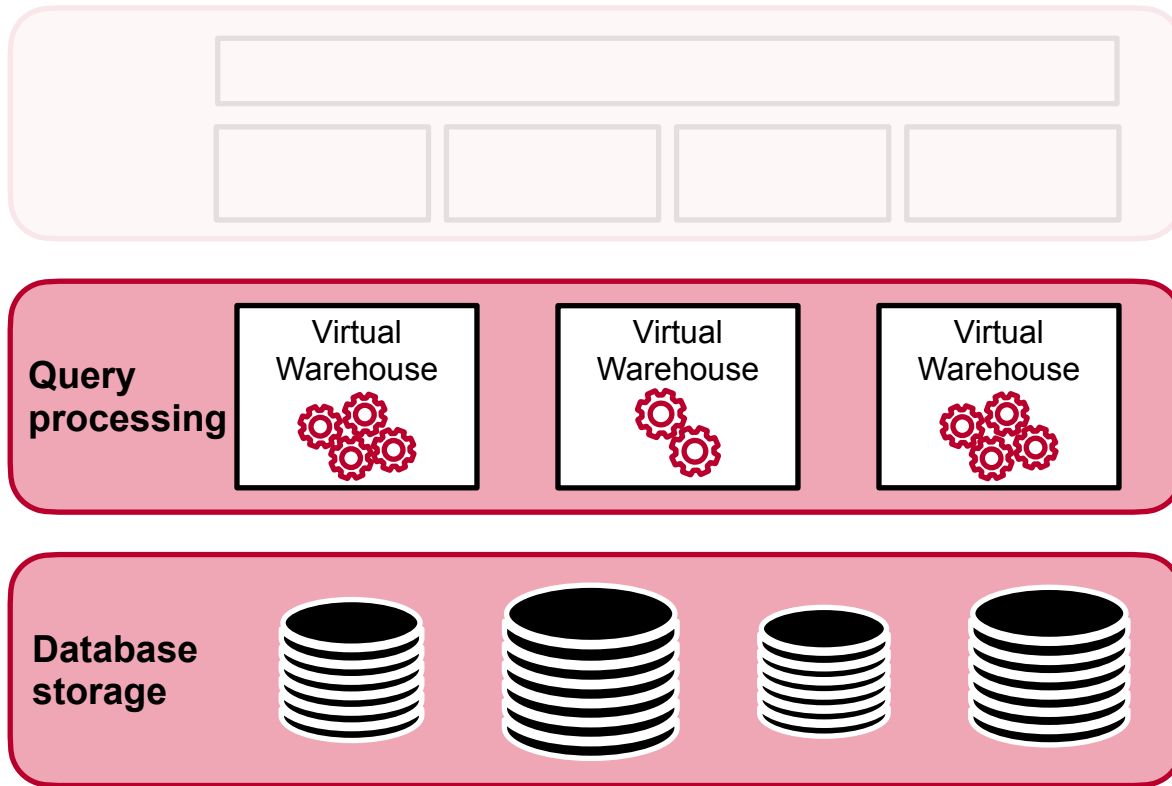 Query
processing
Virtual
Warehouse
Virtual
Warehouse
Virtual
Warehouse
Database
storage